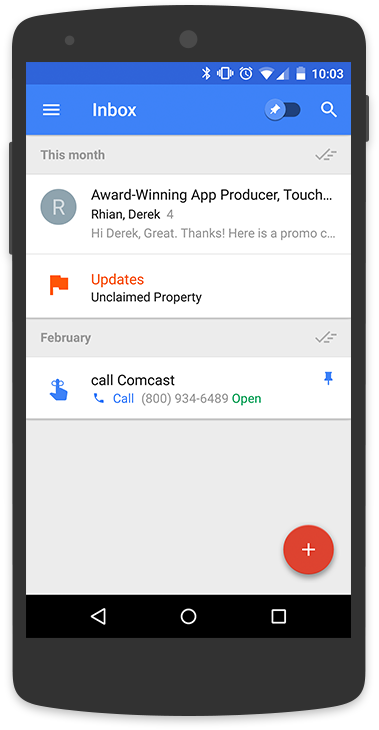 10:03
Inbox
This month
R
Award-Winning App Producer, Touch...
Rhian, Derek 4
Hi Derek, Great. Thanks! Here is a promo c...
Updates
Unclaimed Property
February
call Comcast
Call (800) 934-6489 Open